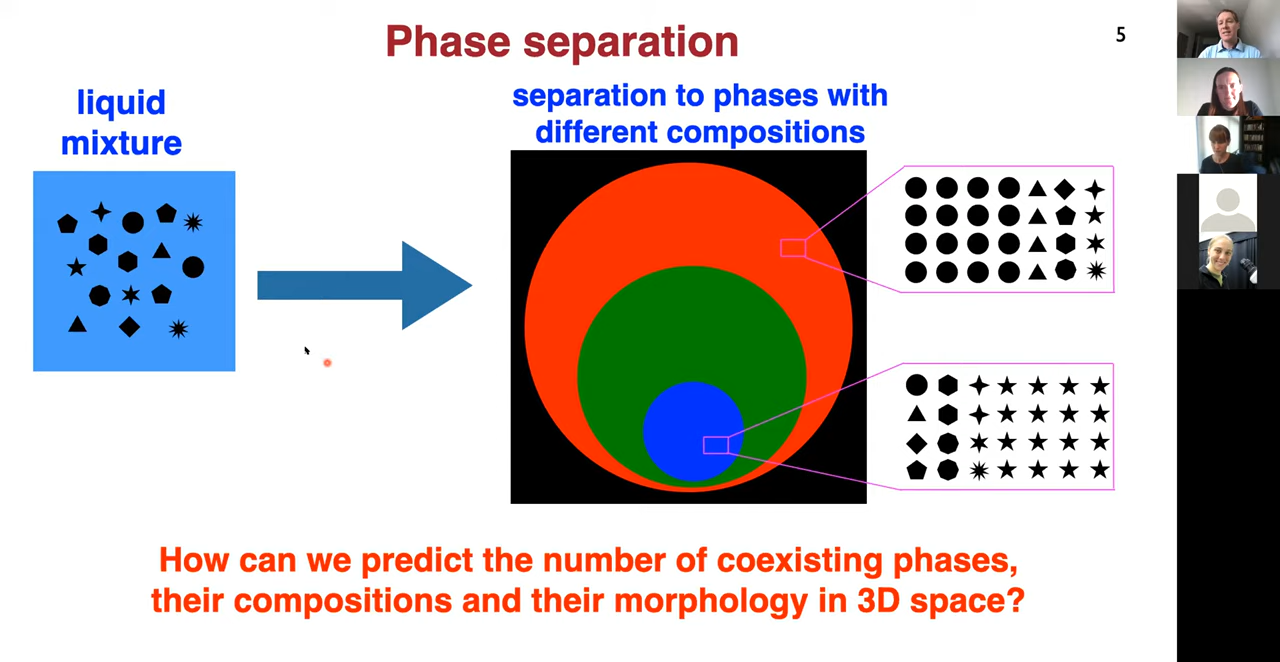 Phase separation
5
liquid
mixture
separation to phases with
different compositions
How can we predict the number of coexisting phases,
their compositions and their morphology in 3D space?